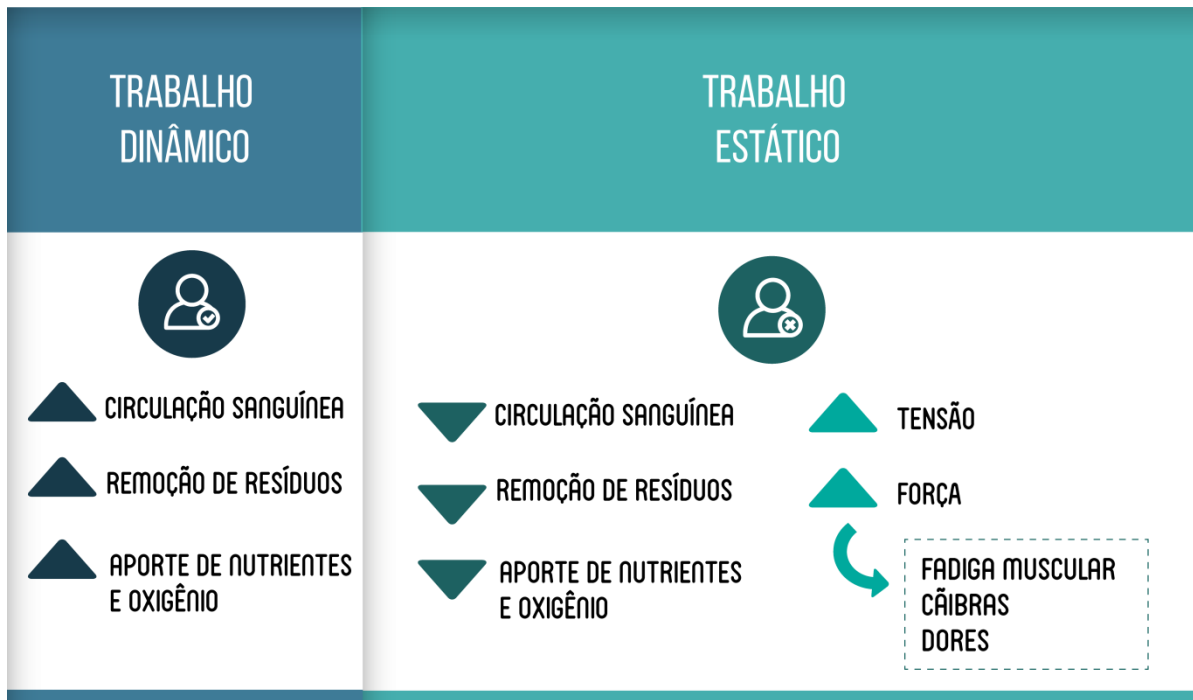 TRABALHO
DINÂMICO
TRABALHO
ESTÁTICO
CIRCULAÇÃO SANGUÍNEA
REMOÇÃO DE RESÍDUOS
APORTE DE NUTRIENTES
E OXIGÊNIO
CIRCULAÇÃO SANGUÍNEA
REMOÇÃO DE RESÍDUOS
APORTE DE NUTRIENTES
E OXIGÊNIO
TENSÃO
FORÇA
FADIGA MUSCULAR
CÃIBRAS
DORES